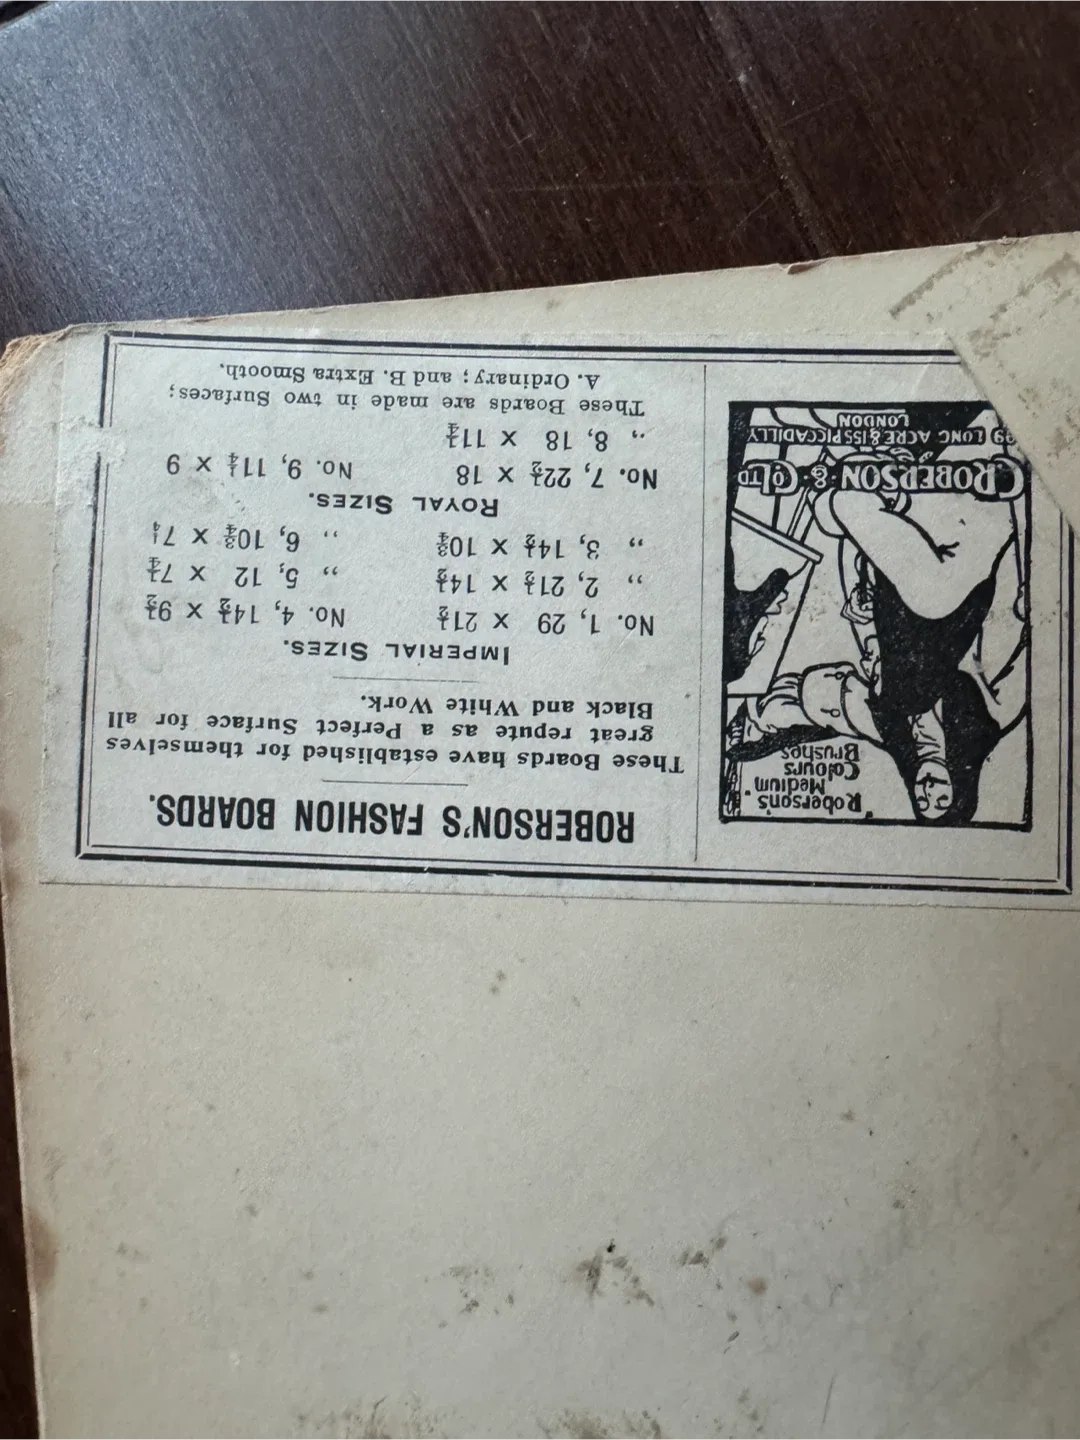 "Roberson's
Medium"
Colours
Brushes
C ROBERSON · & · Co LTD
99 LONG ACRE & 155 PICCADILLY
LONDON
ROBERSON'S FASHION BOARDS.
These Boards have established for themselves
great repute as a Perfect Surface for all
Black and White Work.
IMPERIAL SIZES.
No. 1, 29 × 21½ No. 4, 14½ × 9½
,, 2, 21½ × 14½ ,, 5, 12 × 7¼
,, 3, 14½ × 10¾ ,, 6, 10¾ × 7¼
ROYAL SIZES.
No. 7, 22½ × 18 No. 9, 11¼ × 9
,, 8, 18 × 11¼
These Boards are made in two Surfaces;
A. Ordinary; and B. Extra Smooth.